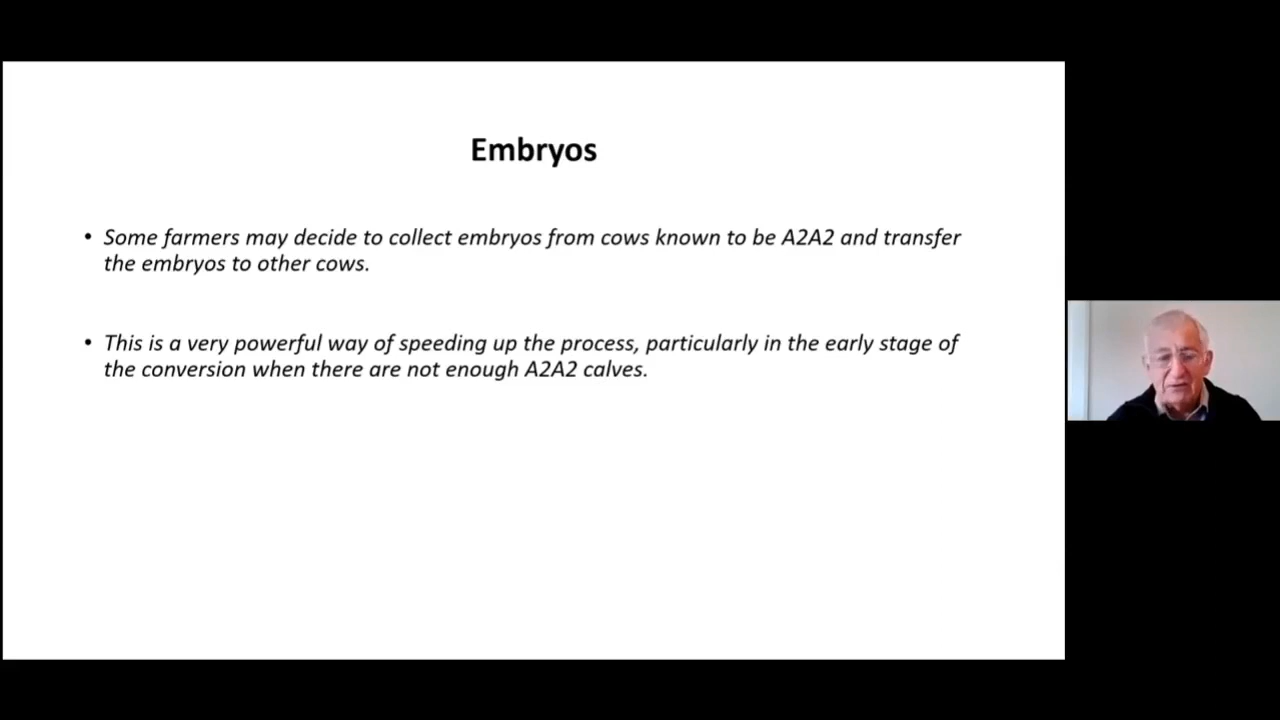 Embryos
• Some farmers may decide to collect embryos from cows known to be A2A2 and transfer
the embryos to other cows.
• This is a very powerful way of speeding up the process, particularly in the early stage of
the conversion when there are not enough A2A2 calves.